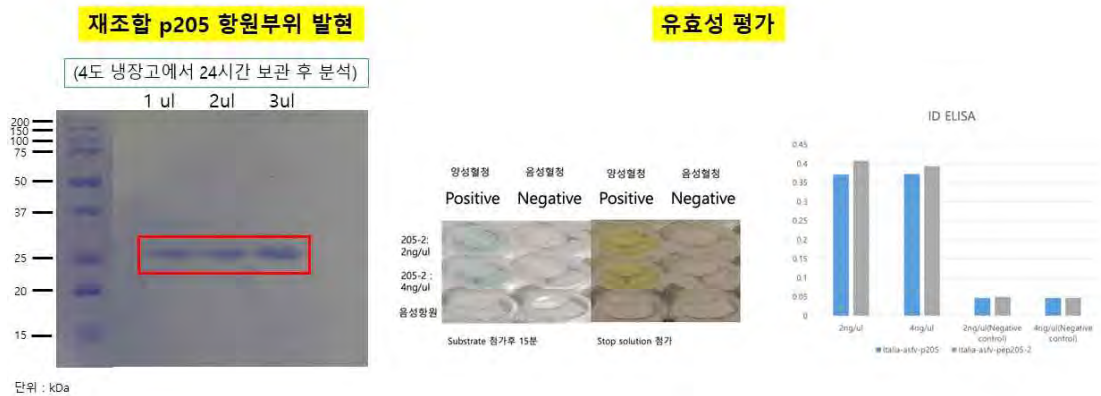 재조합 p205 항원부위 발현
(4도 냉장고에서 24시간 보관 후 분석)
1 ul 2ul 3ul
200
150
100
75
50
37
25
20
15
단위 : kDa
유효성 평가
양성혈청 음성혈청 양성혈청 음성혈청
Positive Negative Positive Negative
205-2:
2ng/ul
205-2 :
4ng/ul
음성항원
Substrate 첨가후 15분 Stop solution 첨가
ID ELISA
0.45
0.4
0.35
0.3
0.25
0.2
0.15
0.1
0.05
0
2ng/ul 4ng/ul 2ng/ul(Negative control) 4ng/ul(Negative control)
Italia-asfv-p205 Italia-asfv-pep205-2